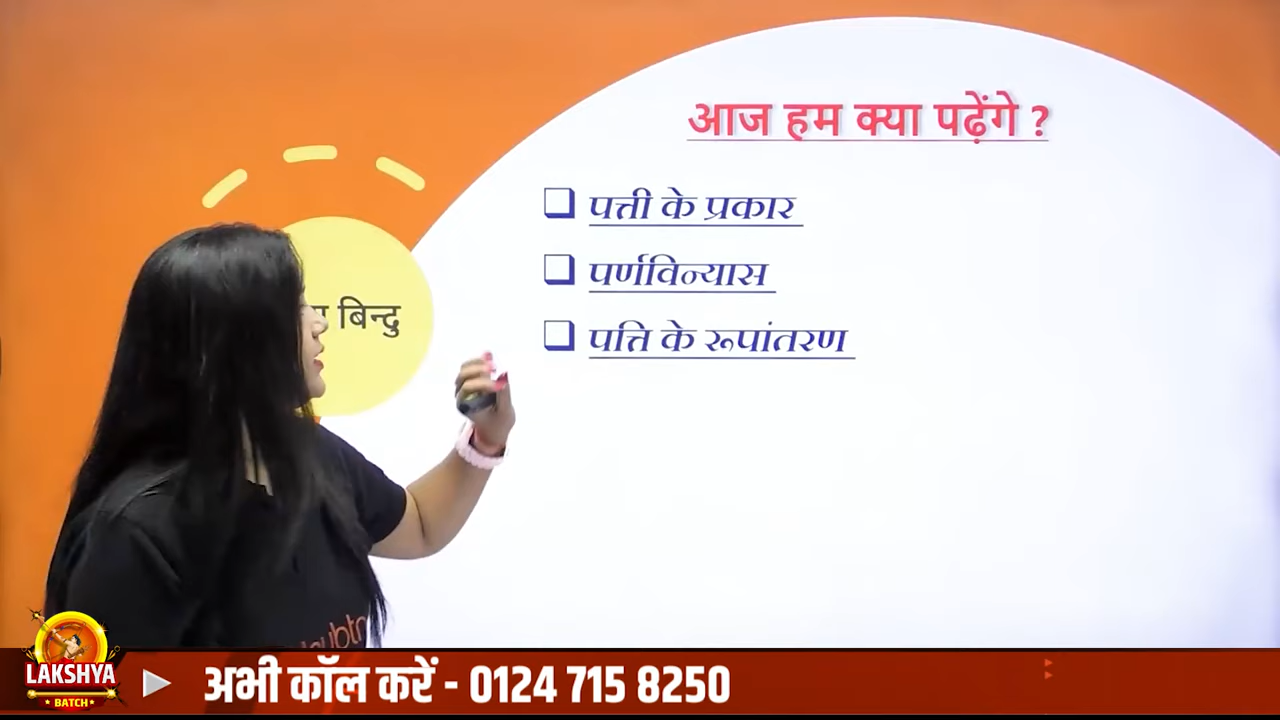 आज हम क्या पढ़ेंगे ?
❑ पत्ती के प्रकार
❑ पर्णविन्यास
❑ पत्ति के रूपांतरण
बिन्दु
LAKSHYA
BATCH
अभी कॉल करें - 0124 715 8250